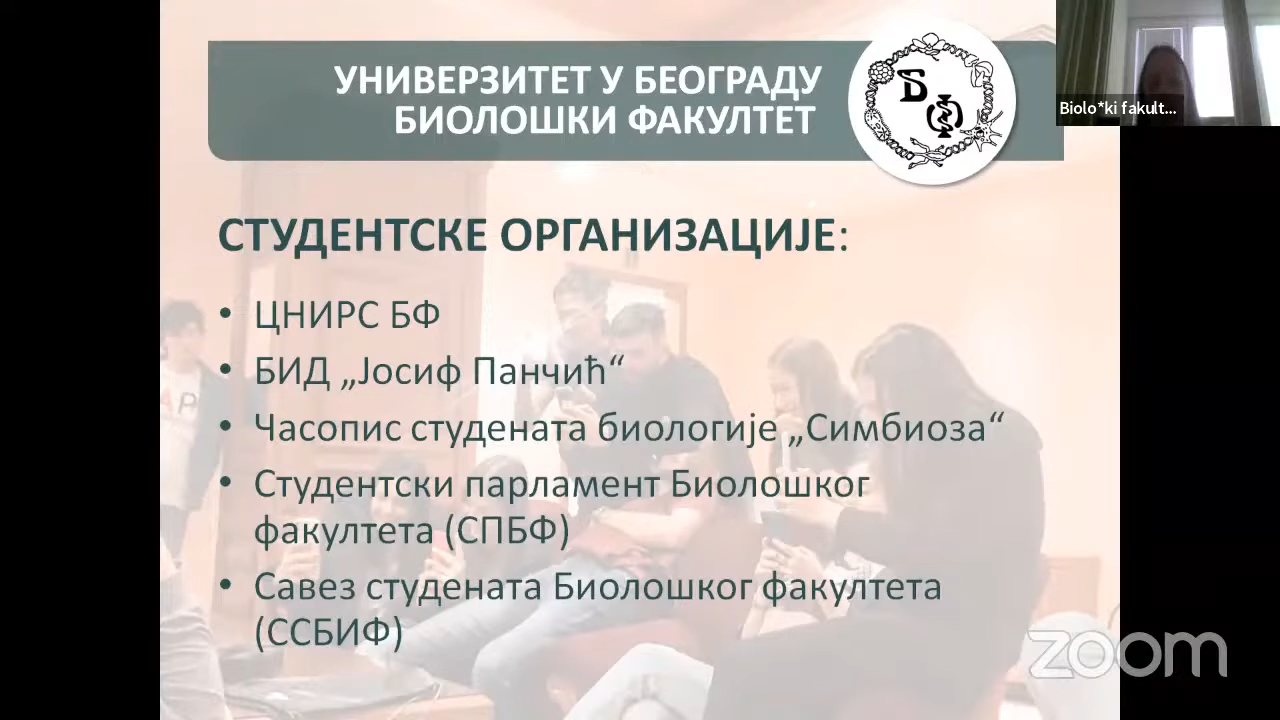 УНИВЕРЗИТЕТ У БЕОГРАДУ
БИОЛОШКИ ФАКУЛТЕТ
Б
Ф
Biolo*ki fakult...
СТУДЕНТСКЕ ОРГАНИЗАЦИЈЕ:
• ЦНИРС БФ
• БИД „Јосиф Панчић“
• Часопис студената биологије „Симбиоза“
• Студентски парламент Биолошког
факултета (СПБФ)
• Савез студената Биолошког факултета
(ССБИФ)
zoom